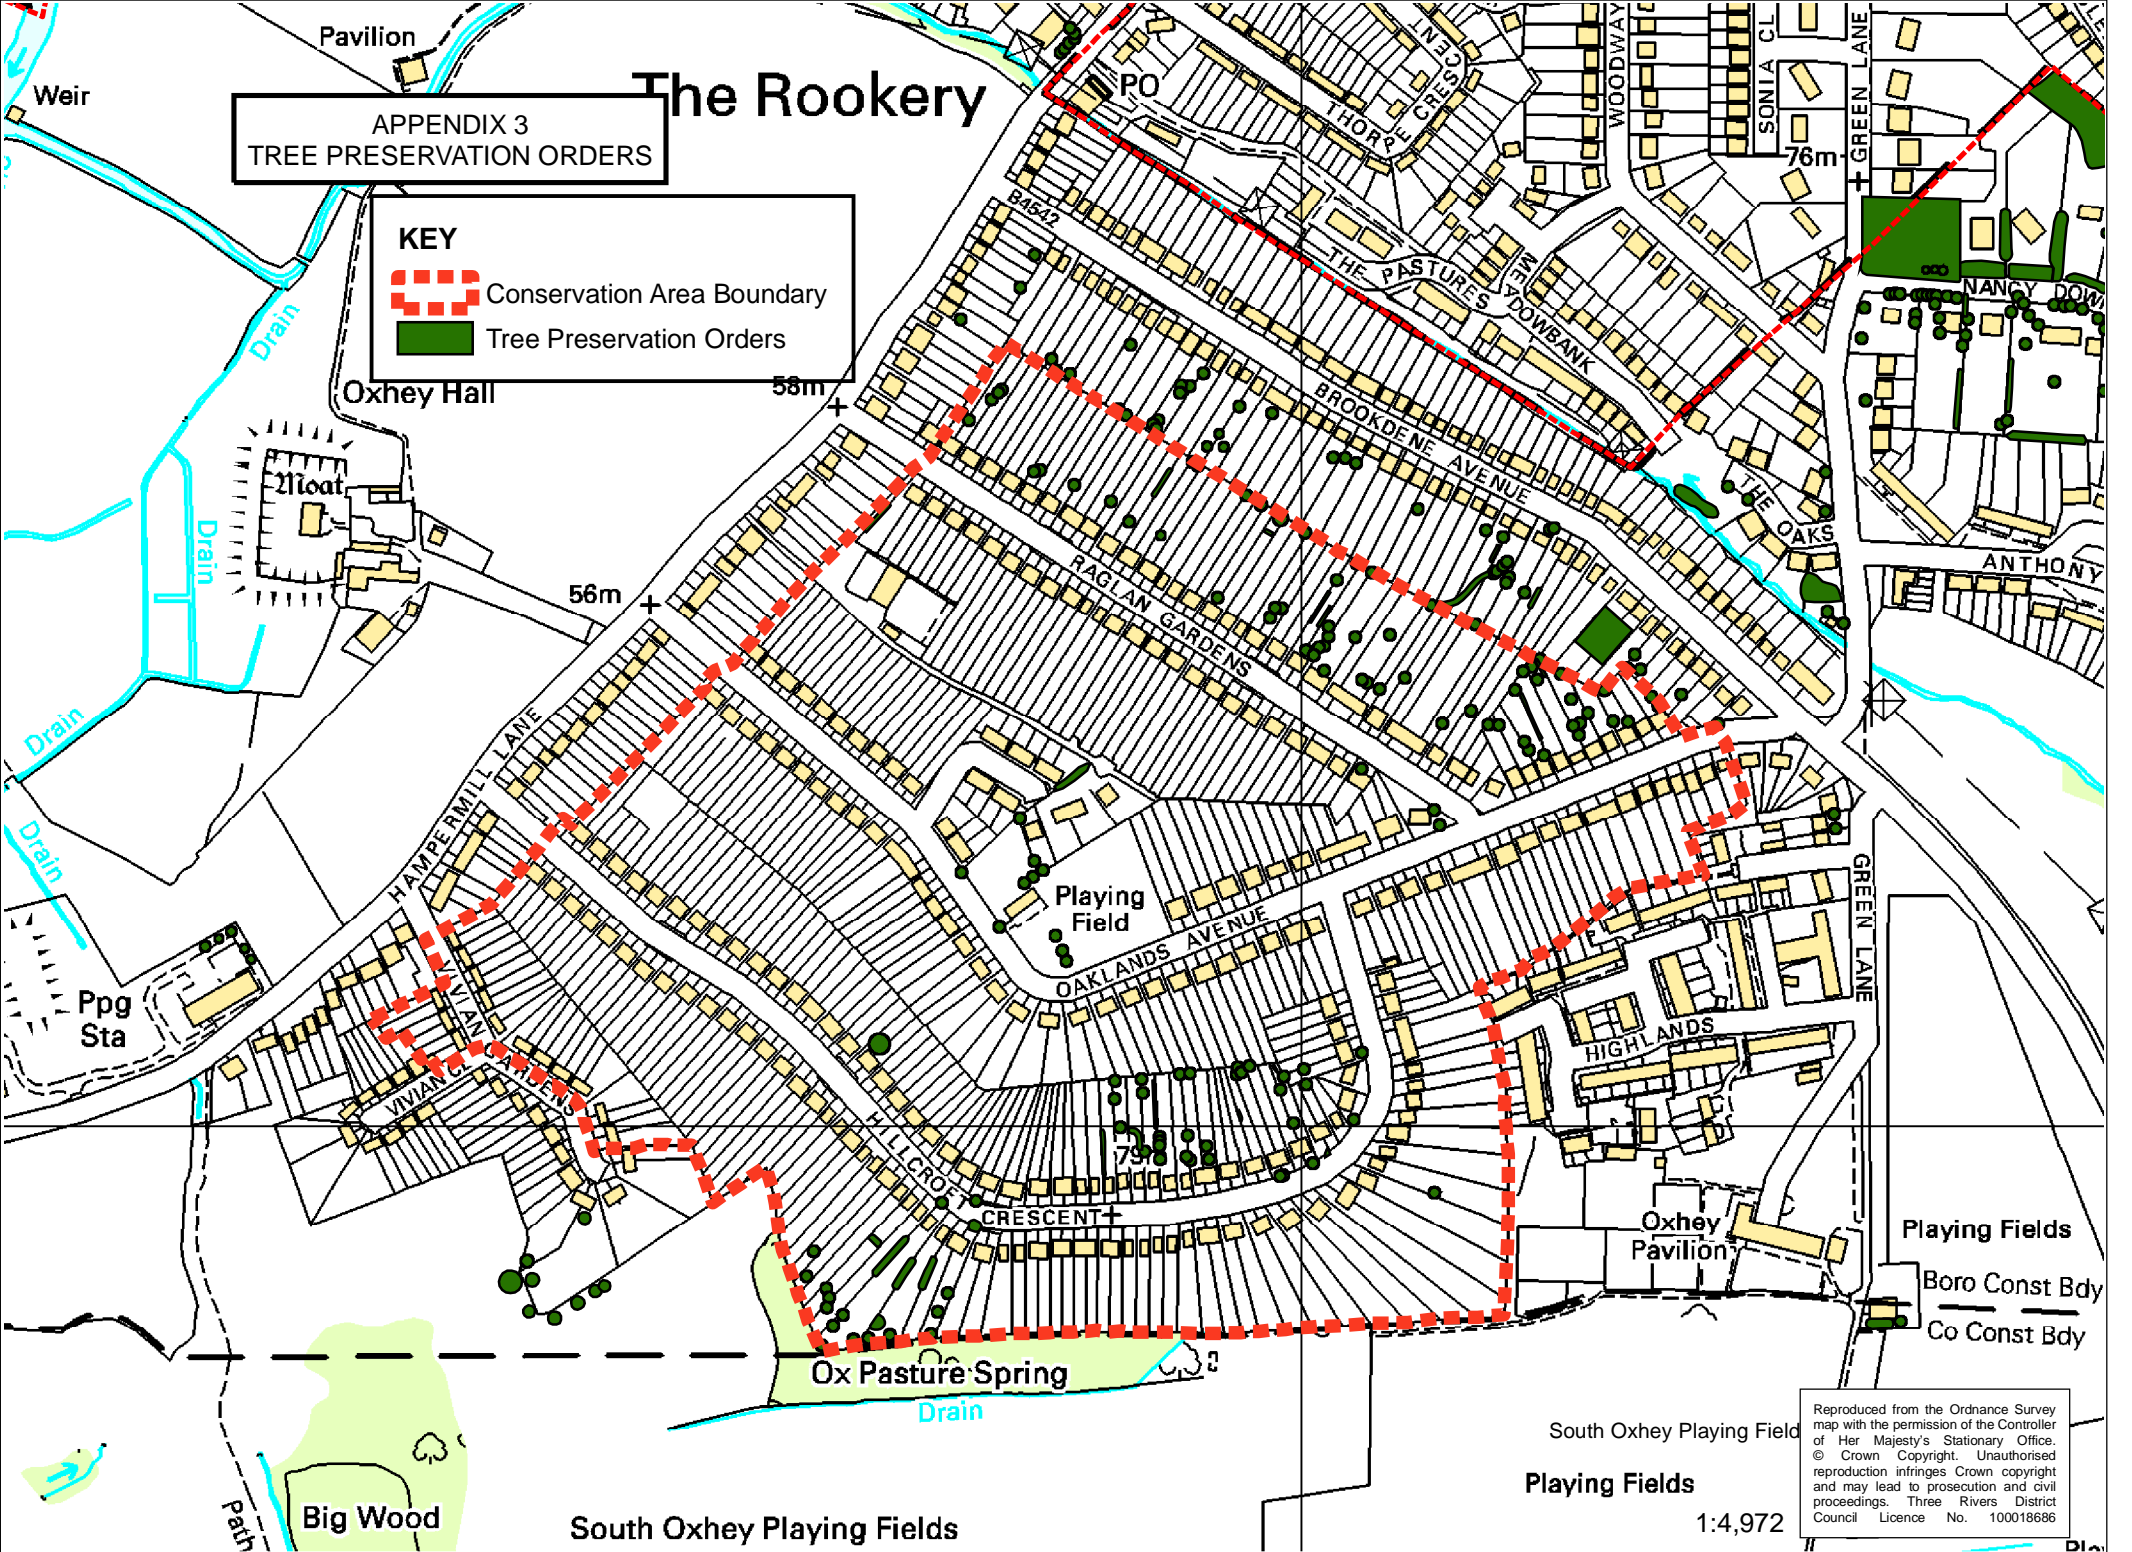 Pavilion
Weir
The Rookery
PO
APPENDIX 3
TREE PRESERVATION ORDERS
KEY
Conservation Area Boundary
Tree Preservation Orders
THORPE CRESCEN
WOODWAY
SONIA CL
GREEN LANE
76m
B4542
THE PASTURES
MEADOWBANK
NANCY DOW
Drain
Oxhey Hall
58m
BROOKDENE AVENUE
Moat
Drain
THE OAKS
ANTHONY
56m
RAGLAN GARDENS
Drain
HAMPERMILL LANE
Drain
Playing
Field
OAKLANDS AVENUE
GREEN LANE
Ppg
Sta
VIVIAN
VIVIAN GARDENS
HIGHLANDS
HILLCROFT
CRESCENT
79
Oxhey
Pavilion
Playing Fields
Boro Const Bdy
Co Const Bdy
Ox Pasture Spring
Drain
South Oxhey Playing Field
Playing Fields
Big Wood
Path
South Oxhey Playing Fields
1:4,972
Reproduced from the Ordnance Survey
map with the permission of the Controller
of Her Majesty's Stationary Office.
© Crown Copyright. Unauthorised
reproduction infringes Crown copyright
and may lead to prosecution and civil
proceedings. Three Rivers District
Council Licence No. 100018686